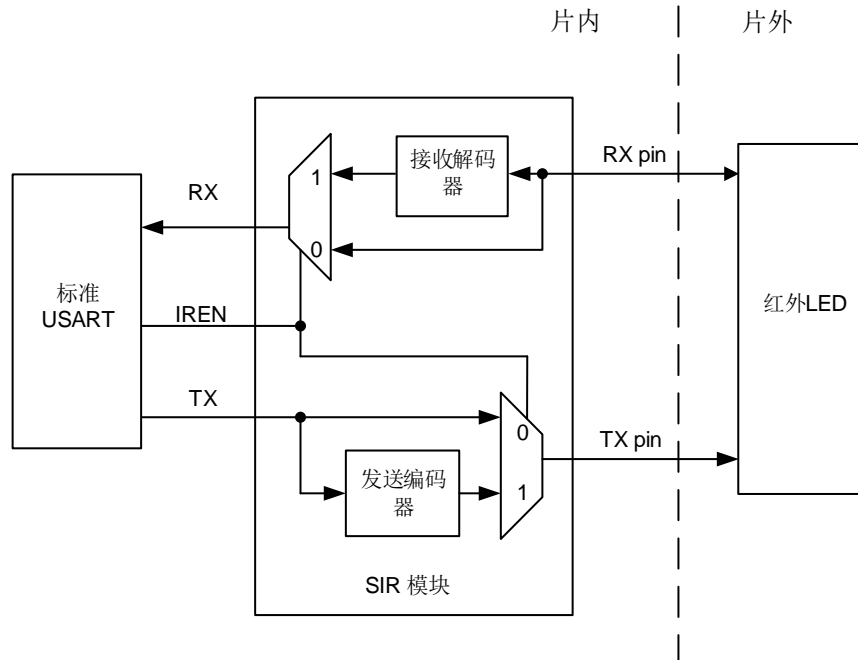 片内
片外
接收解码
器
RX pin
1
RX
0
标准
USART
IREN
红外LED
TX
0
TX pin
发送编码
器
1
SIR 模块